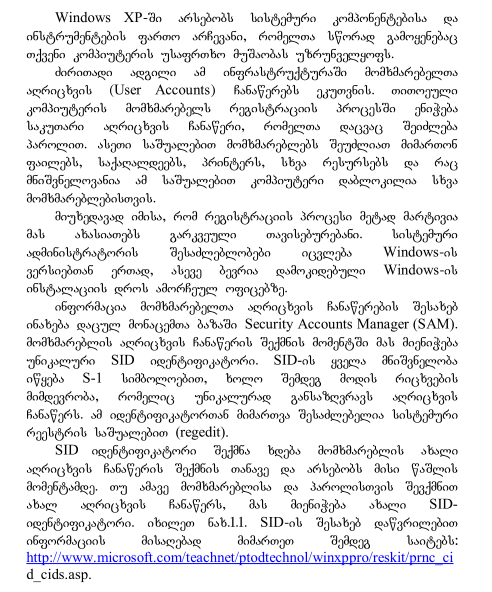 Windows XP-ში არსებობს სისტემური კომპონენტებისა და
ინსტრუმენტების ფართო არჩევანი, რომელთა სწორად გამოყენებაც
თქვენი კომპიუტერის უსაფრთხო მუშაობას უზრუნველყოფს.
ძირითადი ადგილი ამ ინფრასტრუქტურაში მომხმარებელთა
აღრიცხვის (User Accounts) ჩანაწერებს ეკუთვნის. თითოეული
კომპიუტერის მომხმარებელს რეგისტრაციის პროცესში ენიჭება
საკუთარი აღრიცხვის ჩანაწერი, რომელთა დაცვაც შეიძლება
პაროლით. ასეთი საშუალებით მომხმარებლებს შეუძლიათ მიმართონ
ფაილებს, საქაღალდეებს, პრინტერს, სხვა რესურსებს და რაც
მნიშვნელოვანია ამ საშუალებით კომპიუტერი დაბლოკილია სხვა
მომხმარებლებისთვის.
მიუხედავად იმისა, რომ რეგისტრაციის პროცესი მეტად მარტივია
მას ახასიათებს გარკვეული თავისებურებანი. სისტემური
ადმინისტრატორის შესაძლებლობები იცვლება Windows-ის
ვერსიებთან ერთად, ასევე ბევრია დამოკიდებული Windows-ის
ინსტალაციის დროს ამორჩეულ ოფიცებზე.
ინფორმაცია მომხმარებელთა აღრიცხვის ჩანაწერების შესახებ
ინახება დაცულ მონაცემთა ბაზაში Security Accounts Manager (SAM).
მომხმარებლის აღრიცხვის ჩანაწერის შექმნის მომენტში მას მიენიჭება
უნიკალური SID იდენტიფიკატორი. SID-ის ყველა მნიშვნელობა
იწყება S-1 სიმბოლოებით, ხოლო შემდეგ მოდის რიცხვების
მიმდევრობა, რომელიც უნიკალურად განსაზღვრავს აღრიცხვის
ჩანაწერს. ამ იდენტიფიკატორთან მიმართვა შესაძლებელია სისტემური
რეესტრის საშუალებით (regedit).
SID იდენტიფიკატორი შექმნა ხდება მომხმარებლის ახალი
აღრიცხვის ჩანაწერის შექმნის თანავე და არსებობს მისი წაშლის
მომენტამდე. თუ ამავე მომხმარებლისა და პაროლისთვის შევქმნით
ახალ აღრიცხვის ჩანაწერს, მას მიენიჭება ახალი SID-
იდენტიფიკატორი. იხილეთ ნახ.1.1. SID-ის შესახებ დაწვრილებით
ინფორმაციის მისაღებად მიმართეთ შემდეგ საიტებს:
http://www.microsoft.com/teachnet/ptodtechnol/winxppro/reskit/prnc_ci
d_cids.asp.